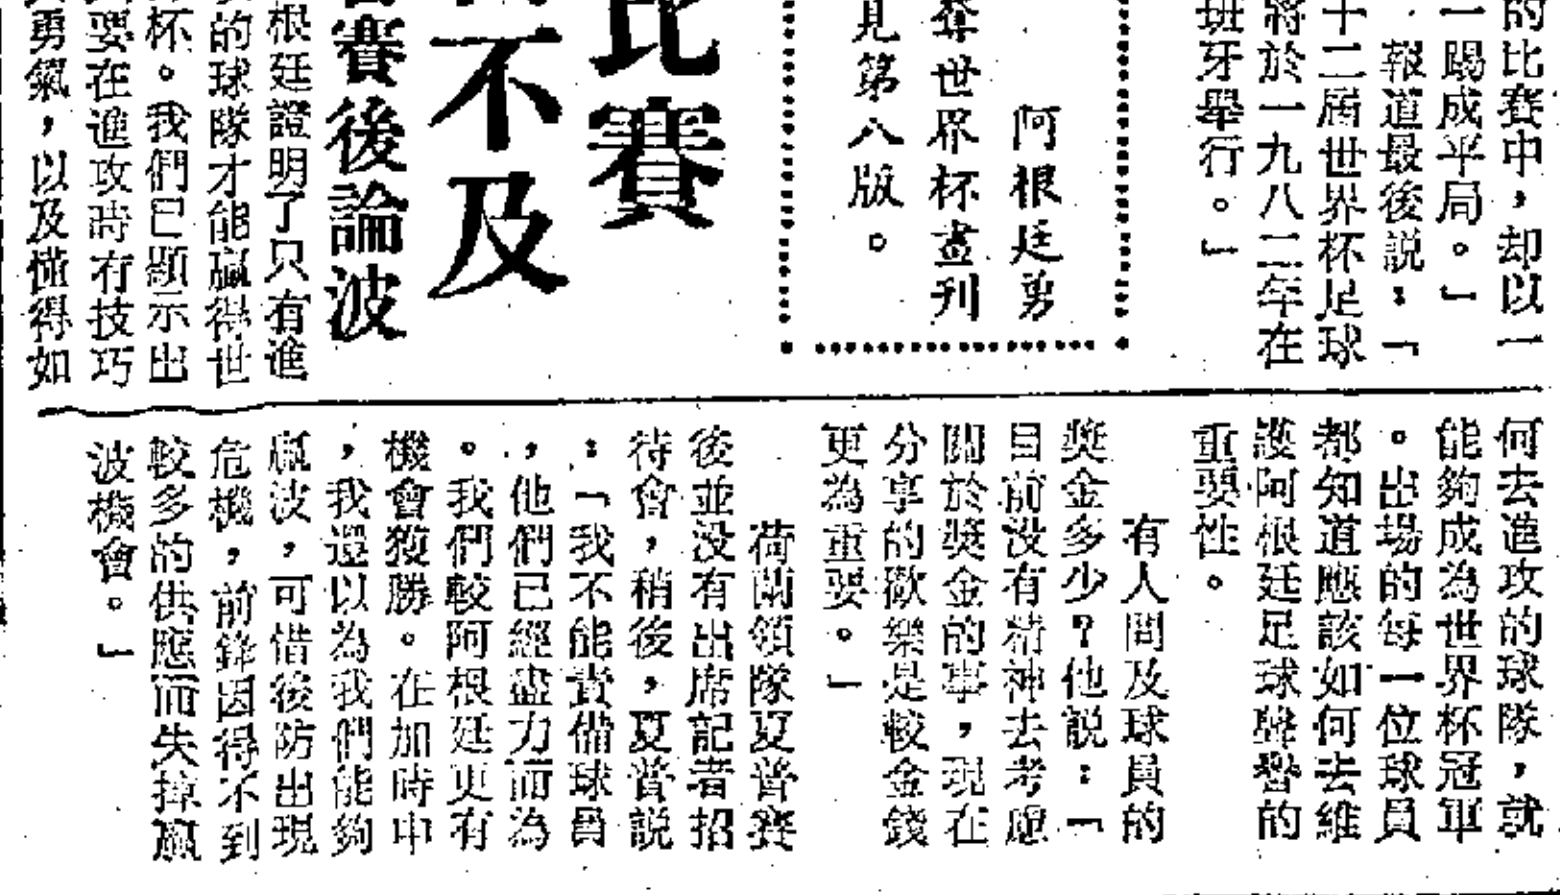 的比賽中，却以一
一踢成平局。」
報道最後説：「
十二屆世界杯足球
將於一九八二年在
班牙舉行。」
阿根廷勇
奪世界杯盡刊
見第八版。
比賽
不及
賽後論波
根廷證明了只有進
的球隊才能贏得世
杯。我們已顯示出
要在進攻時有技巧
勇氣，以及懂得如
何去進攻的球隊，就
能夠成為世界杯冠軍
。出場的每一位球員
都知道應該如何去維
護阿根廷足球聲譽的
重要性。
有人問及球員的
獎金多少？他説：「
目前没有精神去考慮
關於獎金的事，現在
分享的歡樂是較金錢
更為重要。」
荷蘭領隊夏普賽
後並没有出席記者招
待會，稍後，夏普説
：「我不能責備球員
，他們已經盡力而為
。我們較阿根廷更有
機會獲勝。在加時中
，我還以為我們能夠
贏波，可惜後防出現
危機，前鋒因得不到
較多的供應而失掉贏
波機會。」